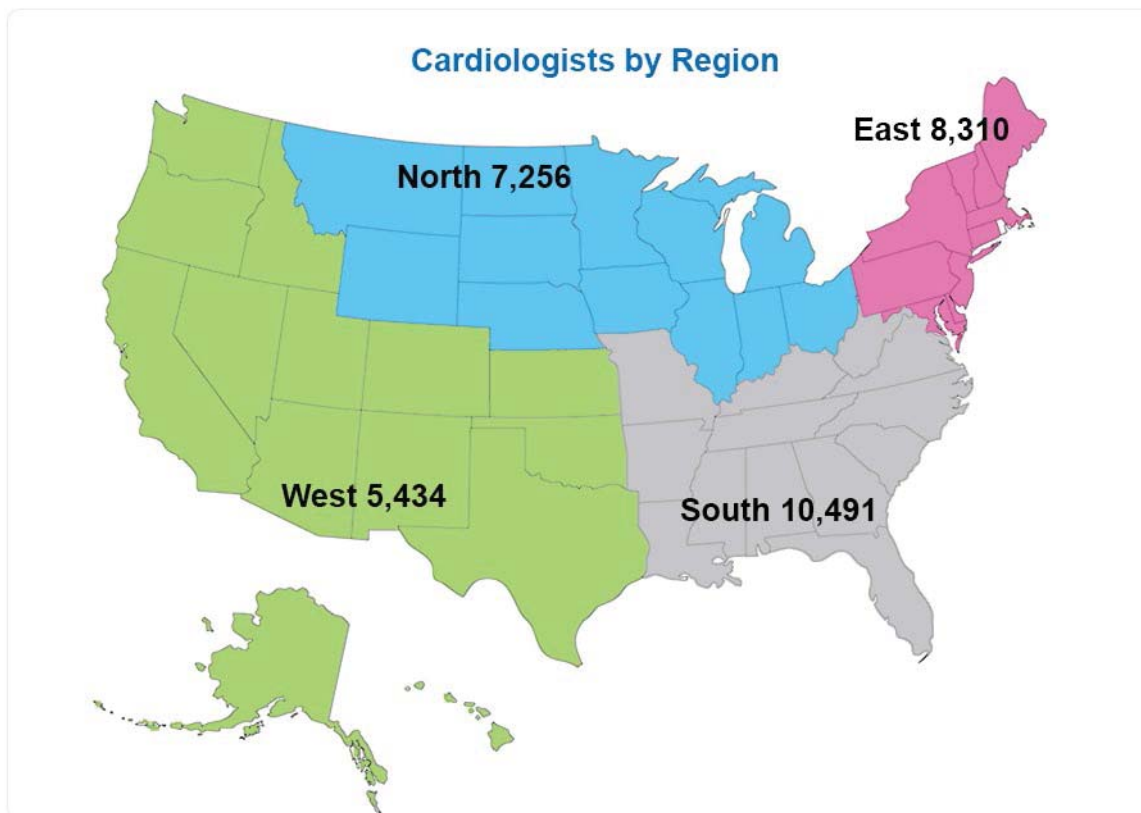 Cardiologists by Region
East 8,310
North 7,256
West 5,434
South 10,491